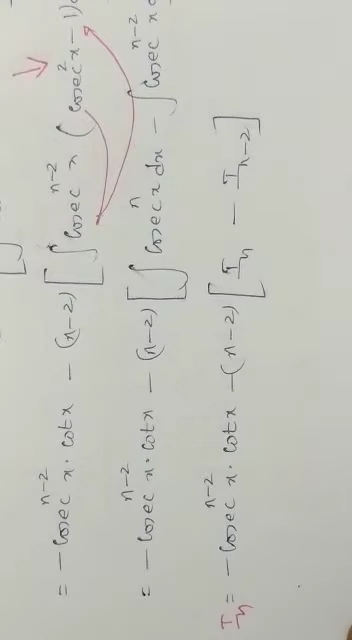 = -cosec^{n-2} x · cot x - (n-2) [ ∫ cosec^{n-2} x (cosec^2 x - 1) d
= -cosec^{n-2} x · cot x - (n-2) [ ∫ cosec^n x dx - ∫ cosec^{n-2} x
I_n = -cosec^{n-2} x · cot x - (n-2) [ I_n - I_{n-2} ]